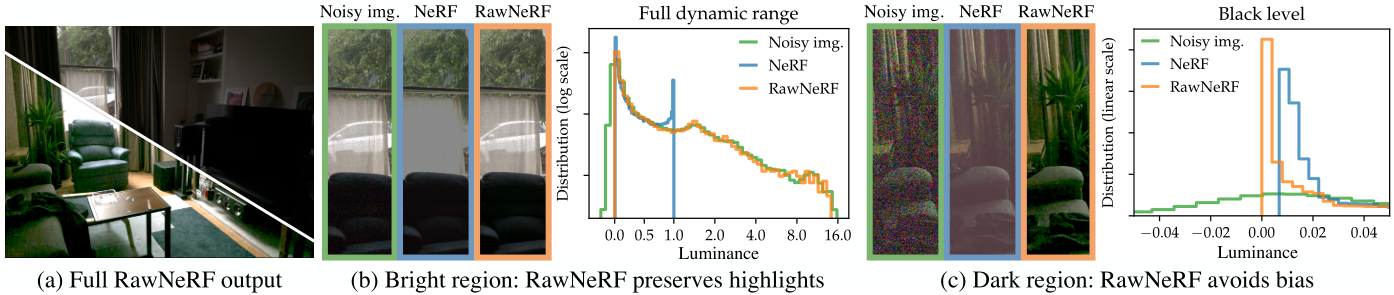 Noisy img. NeRF RawNeRF
Full dynamic range
Distribution (log scale)
Noisy img.
NeRF
RawNeRF
0.0 0.5 1.0 2.0 4.0 8.0 16.0
Luminance
Noisy img. NeRF RawNeRF
Black level
Distribution (linear scale)
Noisy img.
NeRF
RawNeRF
−0.04 −0.02 0.00 0.02 0.04
Luminance
(a) Full RawNeRF output
(b) Bright region: RawNeRF preserves highlights
(c) Dark region: RawNeRF avoids bias